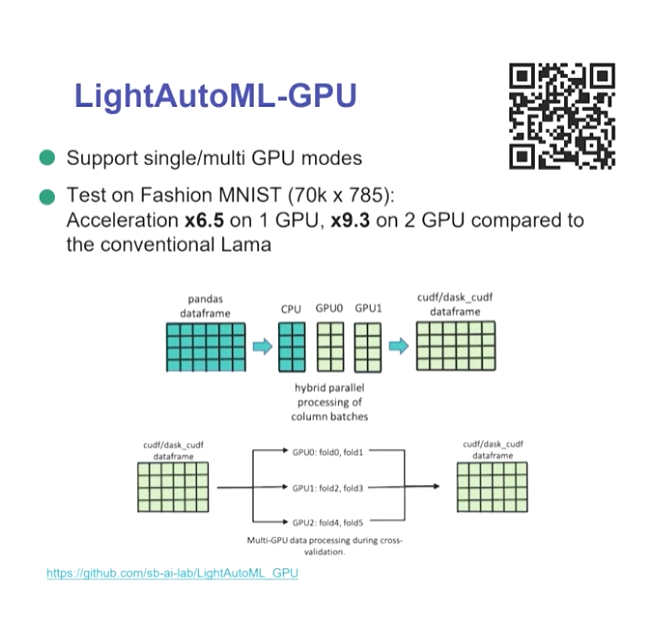 LightAutoML-GPU
Support single/multi GPU modes
Test on Fashion MNIST (70k x 785):
Acceleration x6.5 on 1 GPU, x9.3 on 2 GPU compared to
the conventional Lama
pandas
dataframe
CPU
GPU0
GPU1
cudf/dask_cudf
dataframe
hybrid parallel
processing of
column batches
cudf/dask_cudf
dataframe
GPU0: fold0, fold1
GPU1: fold2, fold3
GPU2: fold4, fold5
cudf/dask_cudf
dataframe
Multi-GPU data processing during cross-
validation.
https://github.com/sb-ai-lab/LightAutoML_GPU